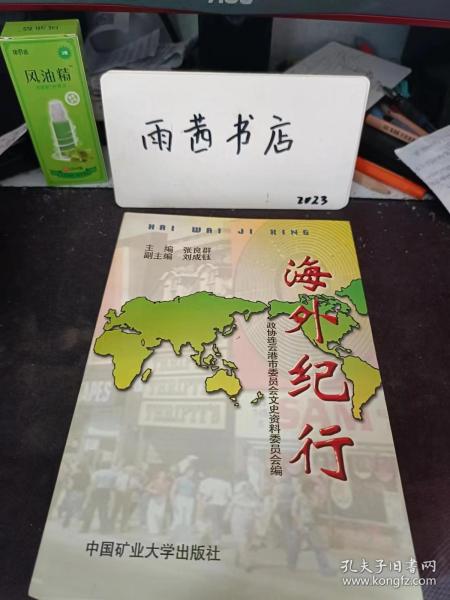 风油精
雨茜书店
2023
HAI WAI JI XING
主编 张良群
副主编 刘成钰
海外纪行
政协连云港市委员会文史资料委员会编
中国矿业大学出版社
孔夫子旧书网
www.kongfz.com